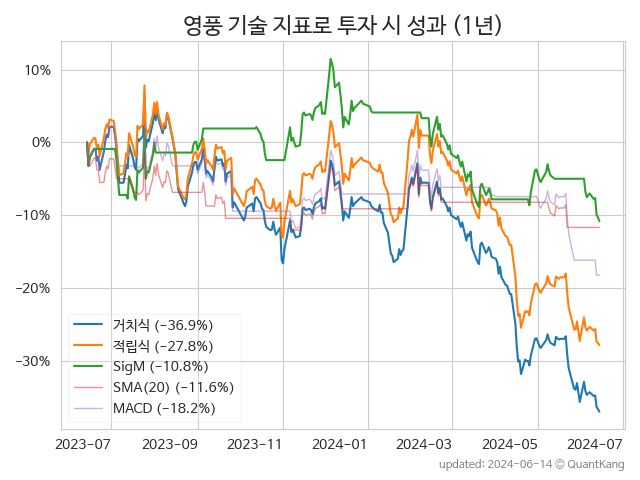 영풍 기술 지표로 투자 시 성과 (1년)
10%
0%
−10%
−20%
−30%
거치식 (−36.9%)
적립식 (−27.8%)
SigM (−10.8%)
SMA(20) (−11.6%)
MACD (−18.2%)
2023−07 2023−09 2023−11 2024−01 2024−03 2024−05 2024−07
updated: 2024−06−14 © QuantKang